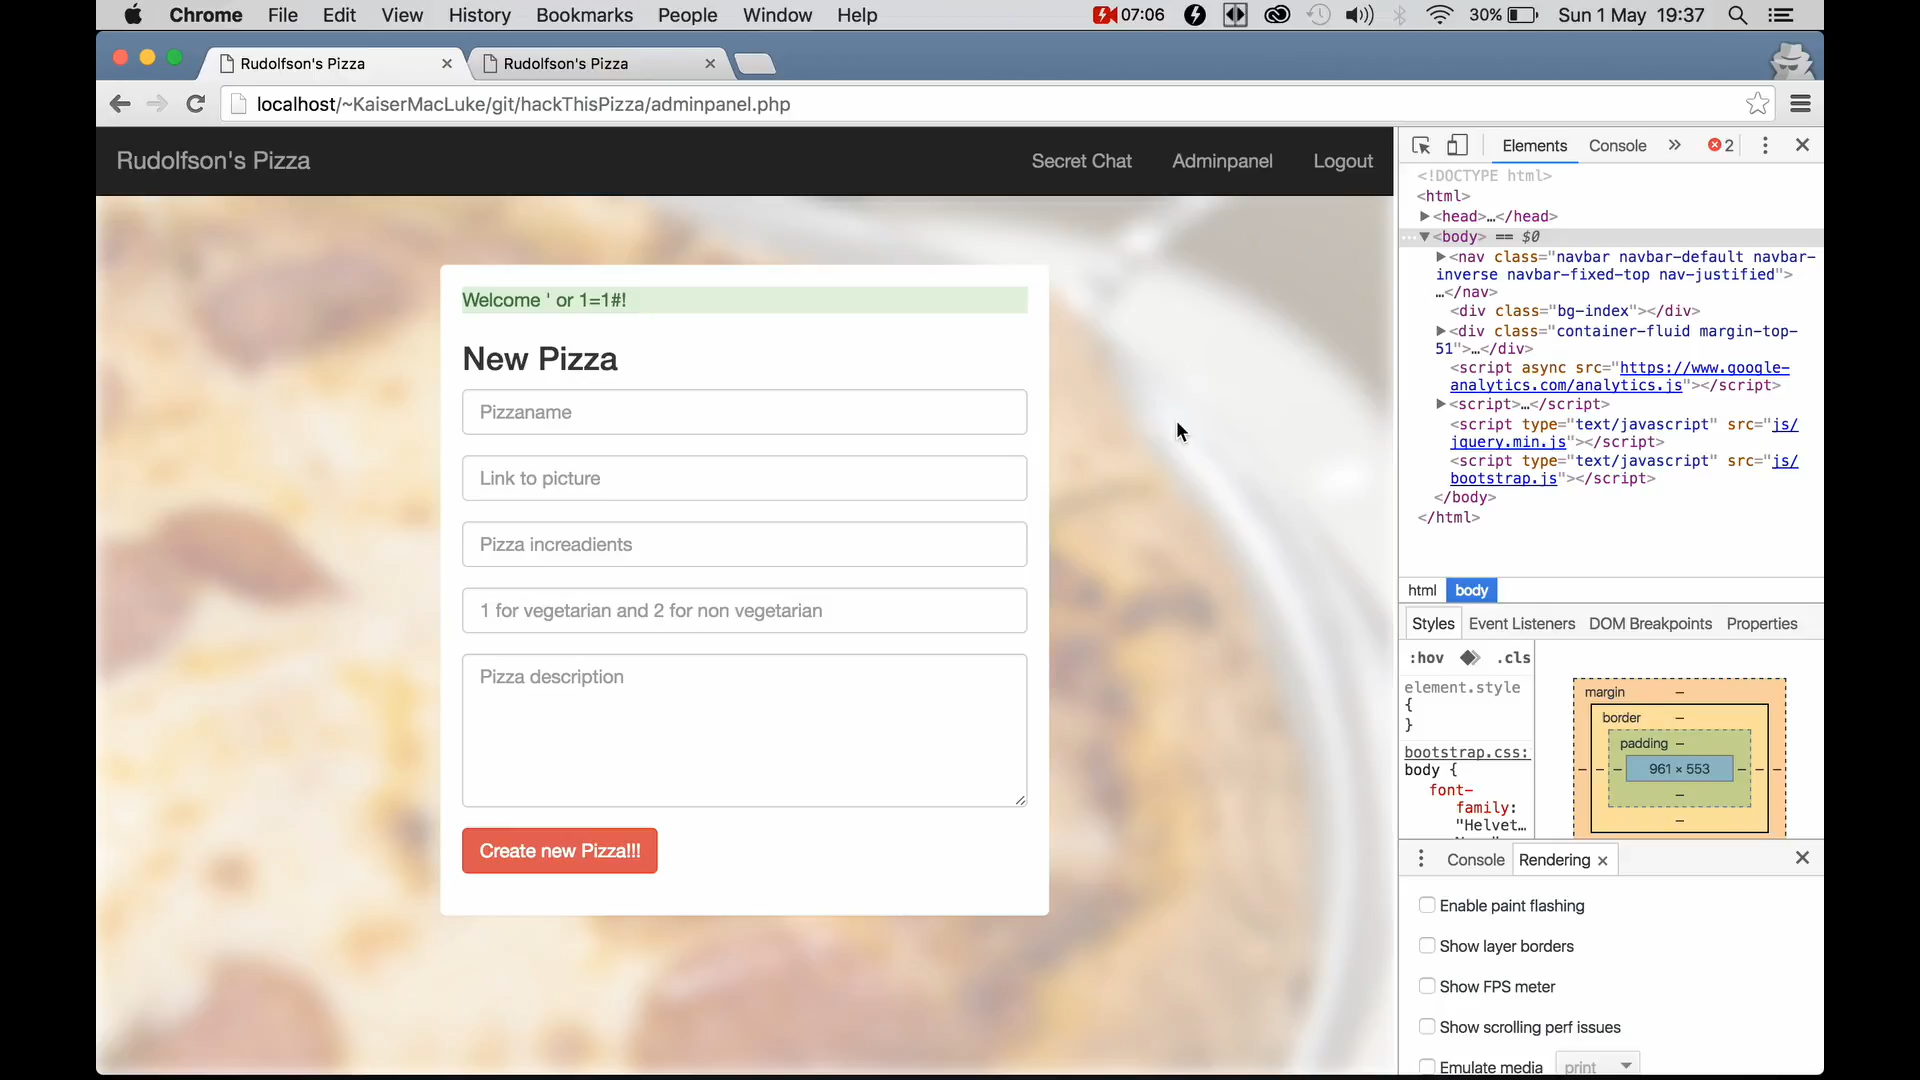 Chrome File Edit View History Bookmarks People Window Help 07:06 30% Sun 1 May 19:37
Rudolfson's Pizza Rudolfson's Pizza
localhost/~KaiserMacLuke/git/hackThisPizza/adminpanel.php
Rudolfson's Pizza Secret Chat Adminpanel Logout
Welcome ' or 1=1#!
New Pizza
Pizzaname
Link to picture
Pizza increadients
1 for vegetarian and 2 for non vegetarian
Pizza description
Create new Pizza!!!
Elements Console » 2
<!DOCTYPE html>
<html>
<head>…</head>
…<body> == $0
<nav class="navbar navbar-default navbar-
inverse navbar-fixed-top nav-justified">
…</nav>
<div class="bg-index"></div>
<div class="container-fluid margin-top-
51">…</div>
<script async src="https://www.google-
analytics.com/analytics.js"></script>
<script>…</script>
<script type="text/javascript" src="js/
jquery.min.js"></script>
<script type="text/javascript" src="js/
bootstrap.js"></script>
</body>
</html>
html body
Styles Event Listeners DOM Breakpoints Properties
:hov .cls
element.style
{
}
bootstrap.css:
body {
font-
family:
"Helvet…
margin –
border –
padding –
– – – 961 × 553 – – –
–
–
Console Rendering ×
Enable paint flashing
Show layer borders
Show FPS meter
Show scrolling perf issues
Emulate media print